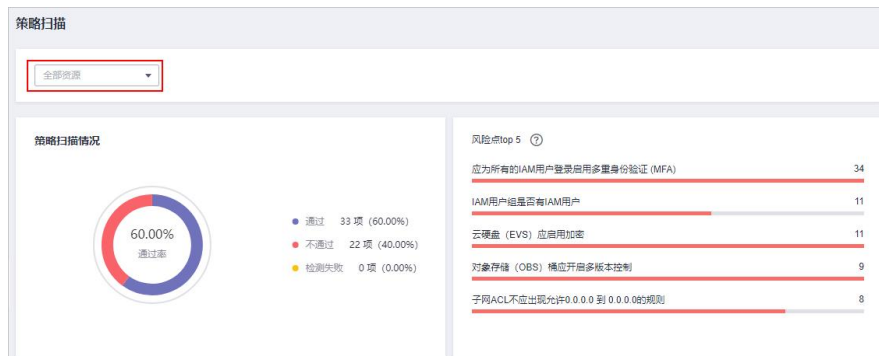 策略扫描
全部资源
策略扫描情况
60.00%
通过率
通过 33 项 (60.00%)
不通过 22 项 (40.00%)
检测失败 0 项 (0.00%)
风险点top 5 ?
应为所有的IAM用户登录启用多重身份验证 (MFA) 34
IAM用户组是否有IAM用户 11
云硬盘（EVS）应启用加密 11
对象存储（OBS）桶应开启多版本控制 9
子网ACL不应出现允许0.0.0.0 到 0.0.0.0的规则 8